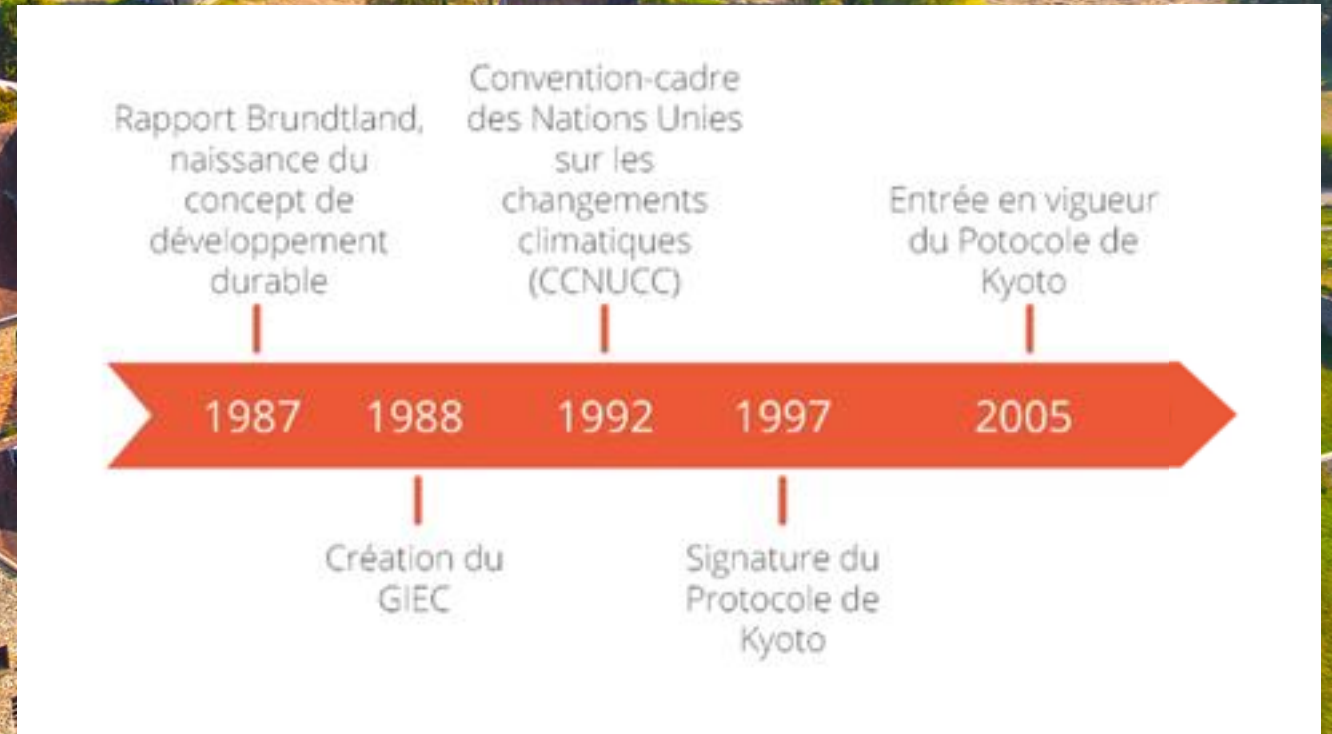 Rapport Brundtland,
naissance du
concept de
développement
durable
Convention-cadre
des Nations Unies
sur les
changements
climatiques
(CCNUCC)
Entrée en vigueur
du Potocole de
Kyoto
1987 1988 1992 1997 2005
Création du
GIEC
Signature du
Protocole de
Kyoto